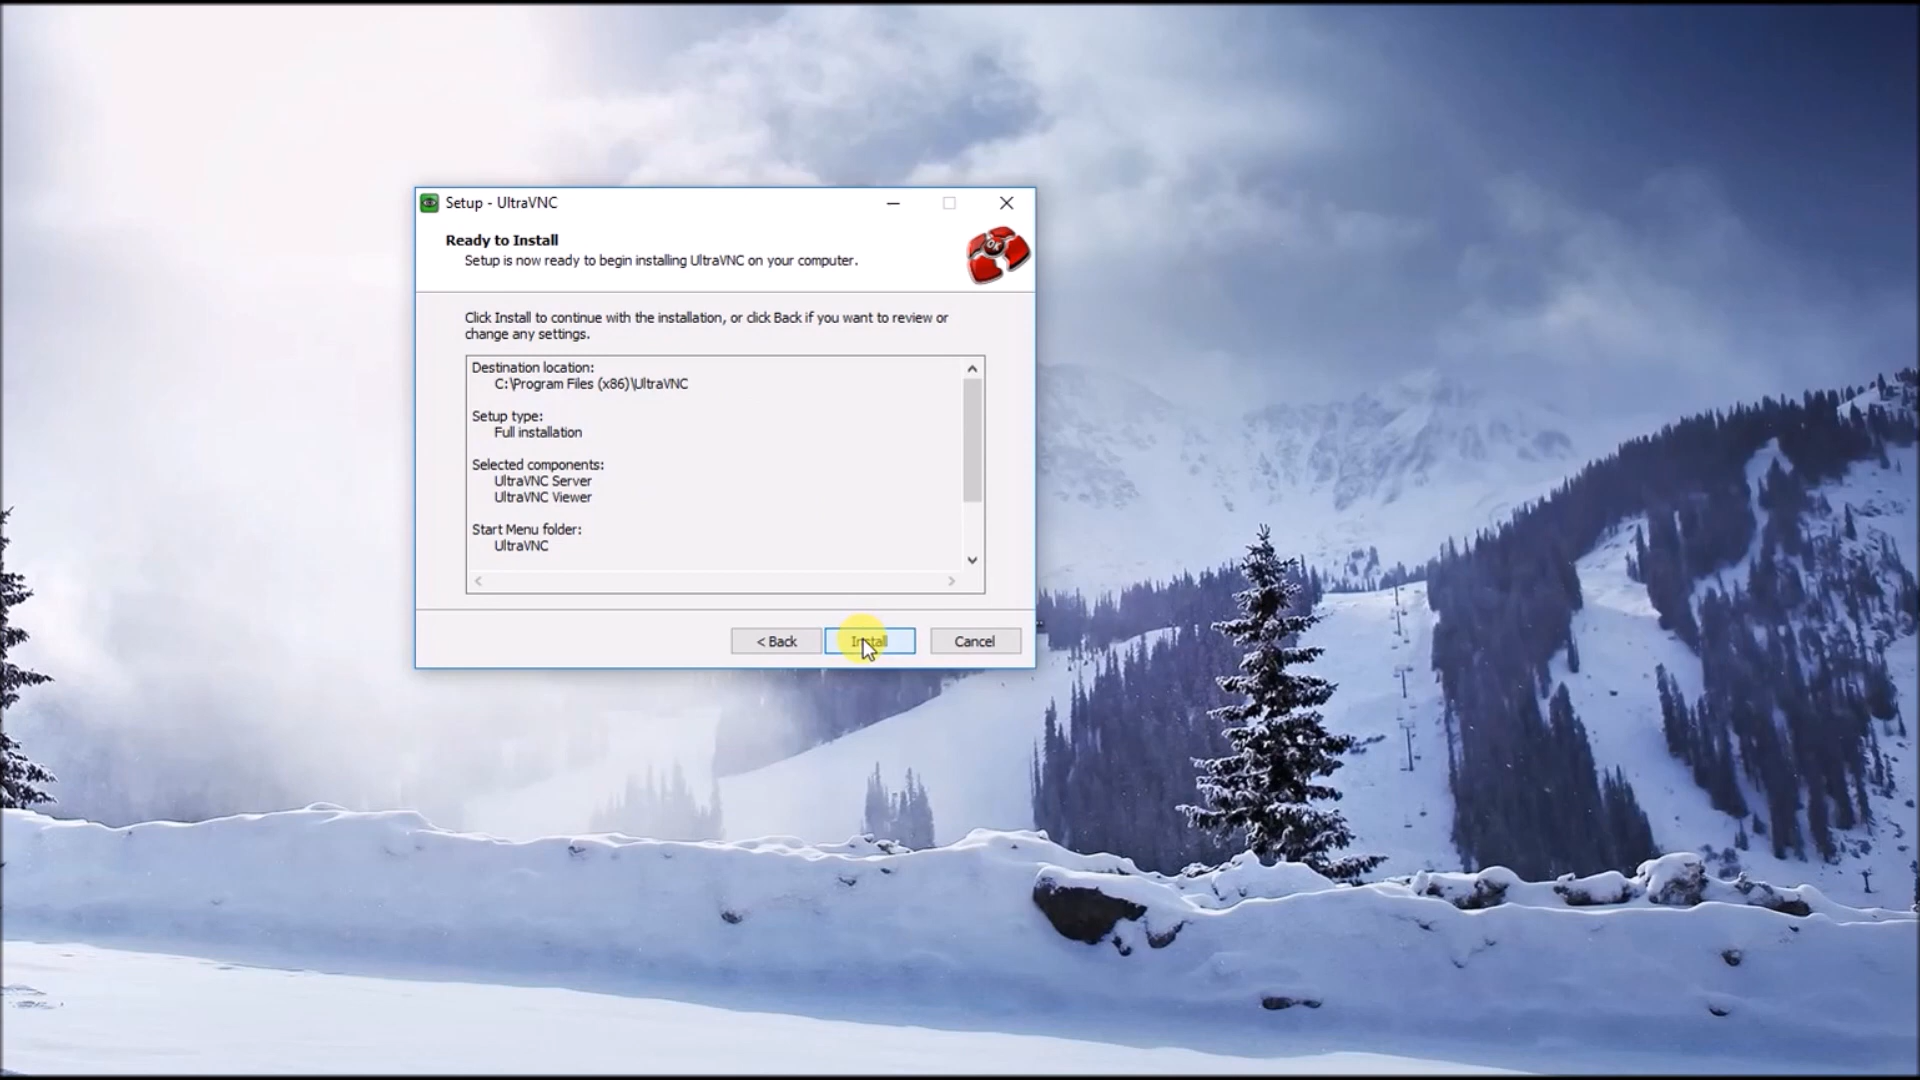 Setup - UltraVNC
Ready to Install
Setup is now ready to begin installing UltraVNC on your computer.
OK
Click Install to continue with the installation, or click Back if you want to review or
change any settings.
Destination location:
C:\Program Files (x86)\UltraVNC
Setup type:
Full installation
Selected components:
UltraVNC Server
UltraVNC Viewer
Start Menu folder:
UltraVNC
< Back
Install
Cancel